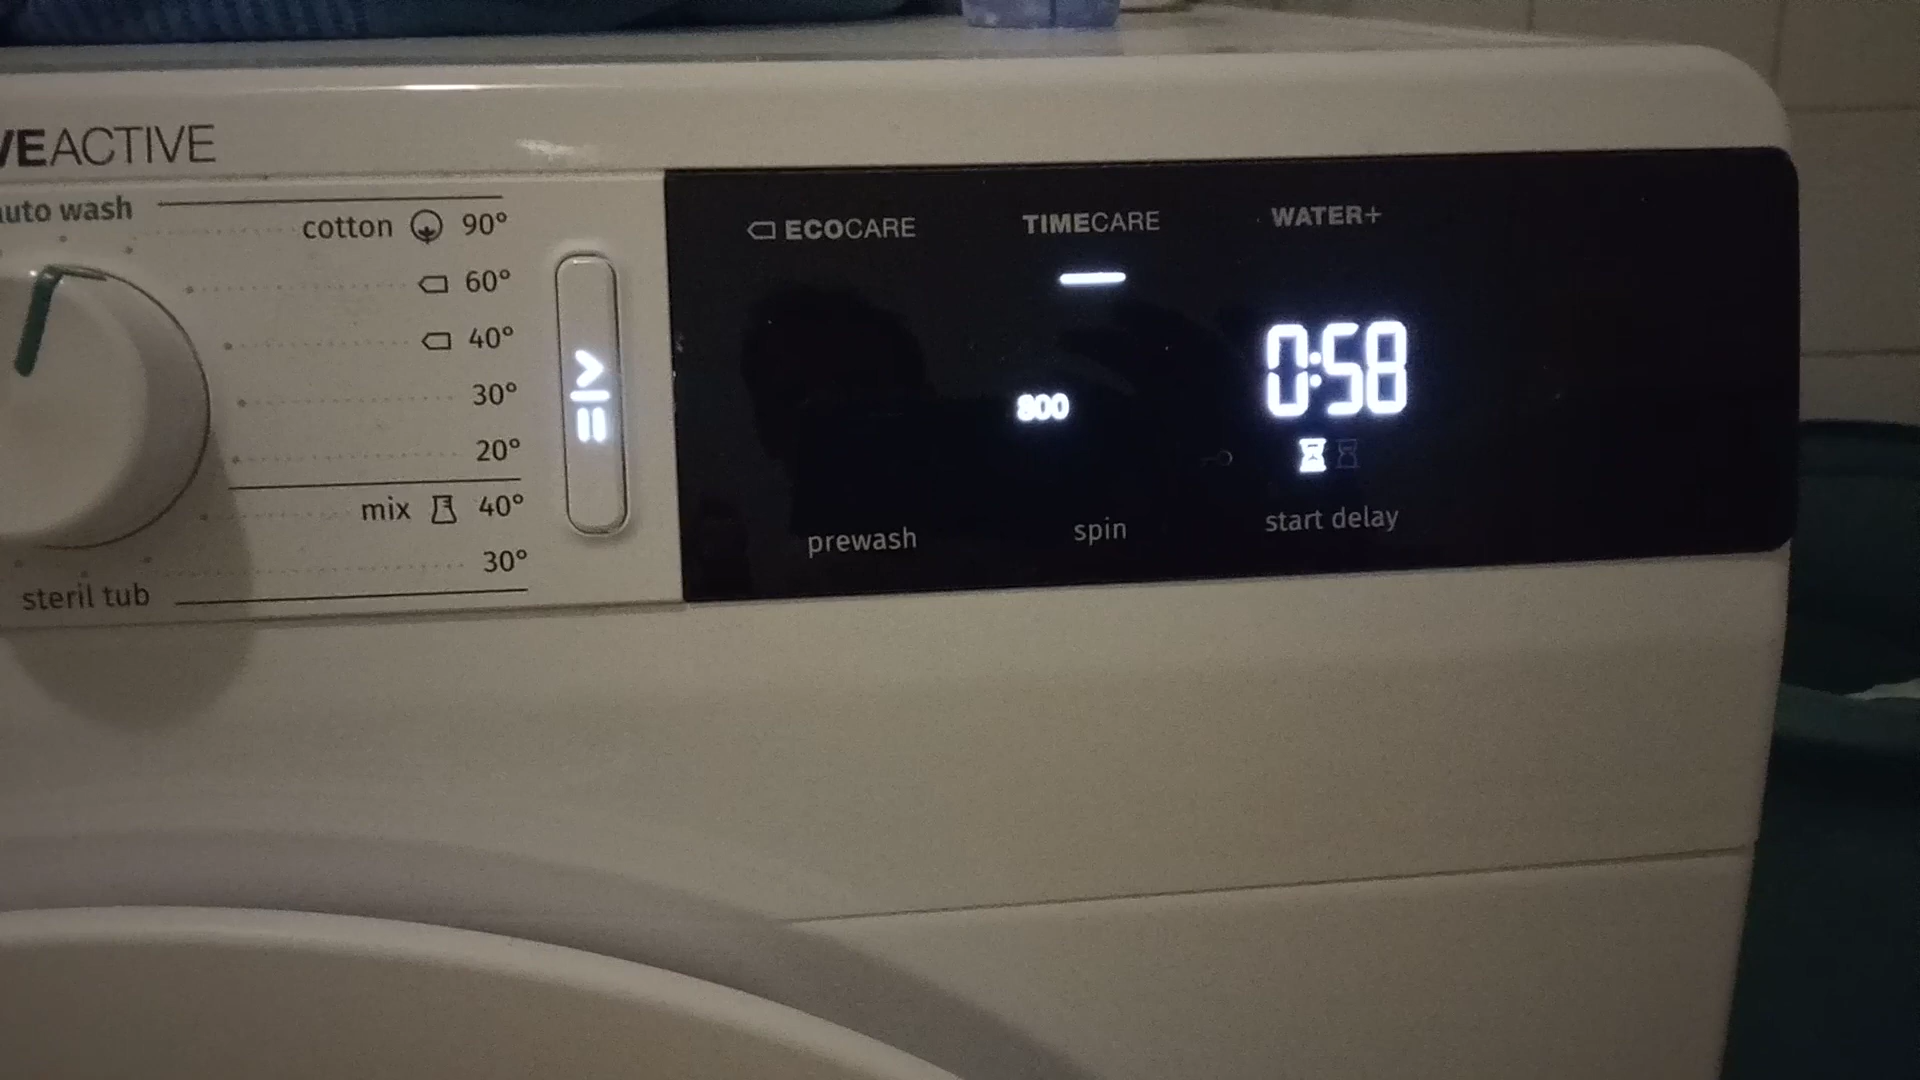 VEACTIVE
auto wash
cotton 90°
60°
40°
30°
20°
mix 40°
30°
steril tub
ECOCARE
TIMECARE
WATER+
0:58
800
prewash
spin
start delay